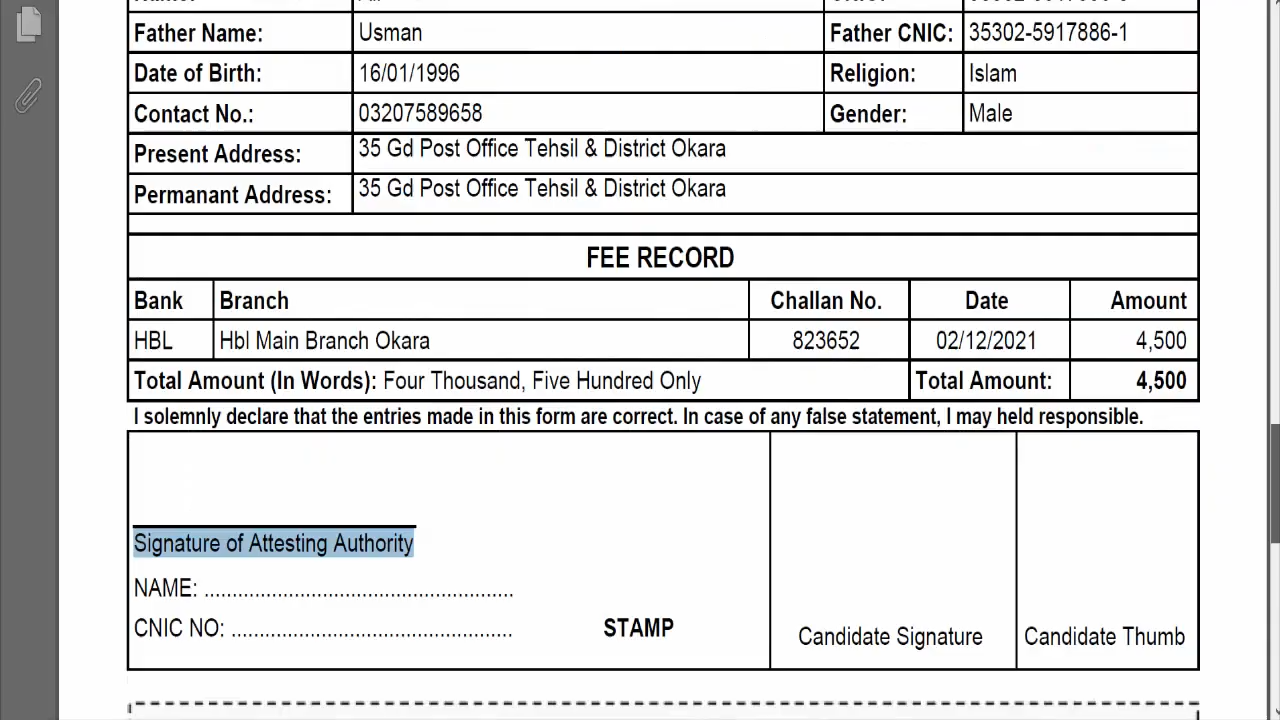 Father Name: Usman Father CNIC: 35302-5917886-1
Date of Birth: 16/01/1996 Religion: Islam
Contact No.: 03207589658 Gender: Male
Present Address: 35 Gd Post Office Tehsil & District Okara
Permanant Address: 35 Gd Post Office Tehsil & District Okara
FEE RECORD
Bank Branch Challan No. Date Amount
HBL Hbl Main Branch Okara 823652 02/12/2021 4,500
Total Amount (In Words): Four Thousand, Five Hundred Only Total Amount: 4,500
I solemnly declare that the entries made in this form are correct. In case of any false statement, I may held responsible.
Signature of Attesting Authority
NAME: .......................................................
CNIC NO: .................................................. STAMP
Candidate Signature
Candidate Thumb